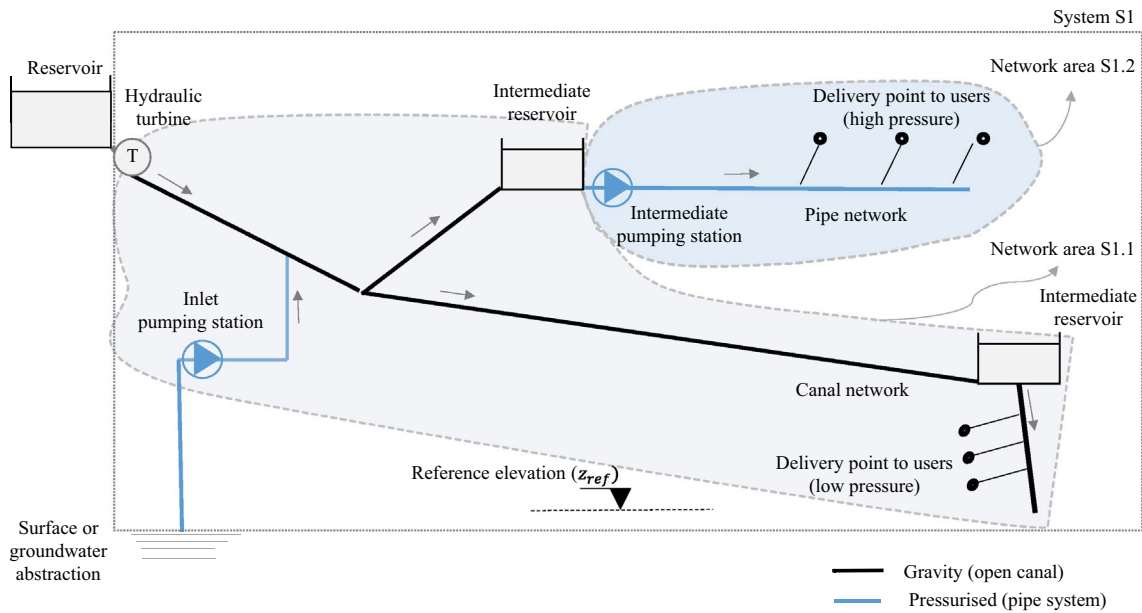 System S1
Reservoir
Hydraulic
turbine
T
Intermediate
reservoir
Delivery point to users
(high pressure)
Network area S1.2
Intermediate
pumping station
Pipe network
Network area S1.1
Inlet
pumping station
Intermediate
reservoir
Canal network
Delivery point to users
(low pressure)
Reference elevation (z_ref)
Surface or
groundwater
abstraction
Gravity (open canal)
Pressurised (pipe system)